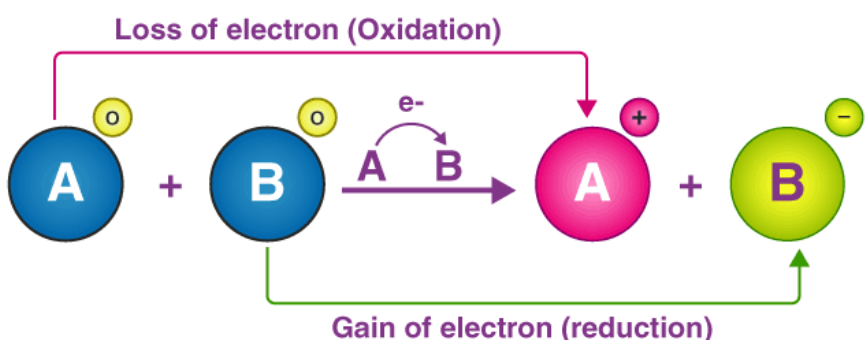 Loss of electron (Oxidation)
A o + B o e- A B A + + B -
Gain of electron (reduction)